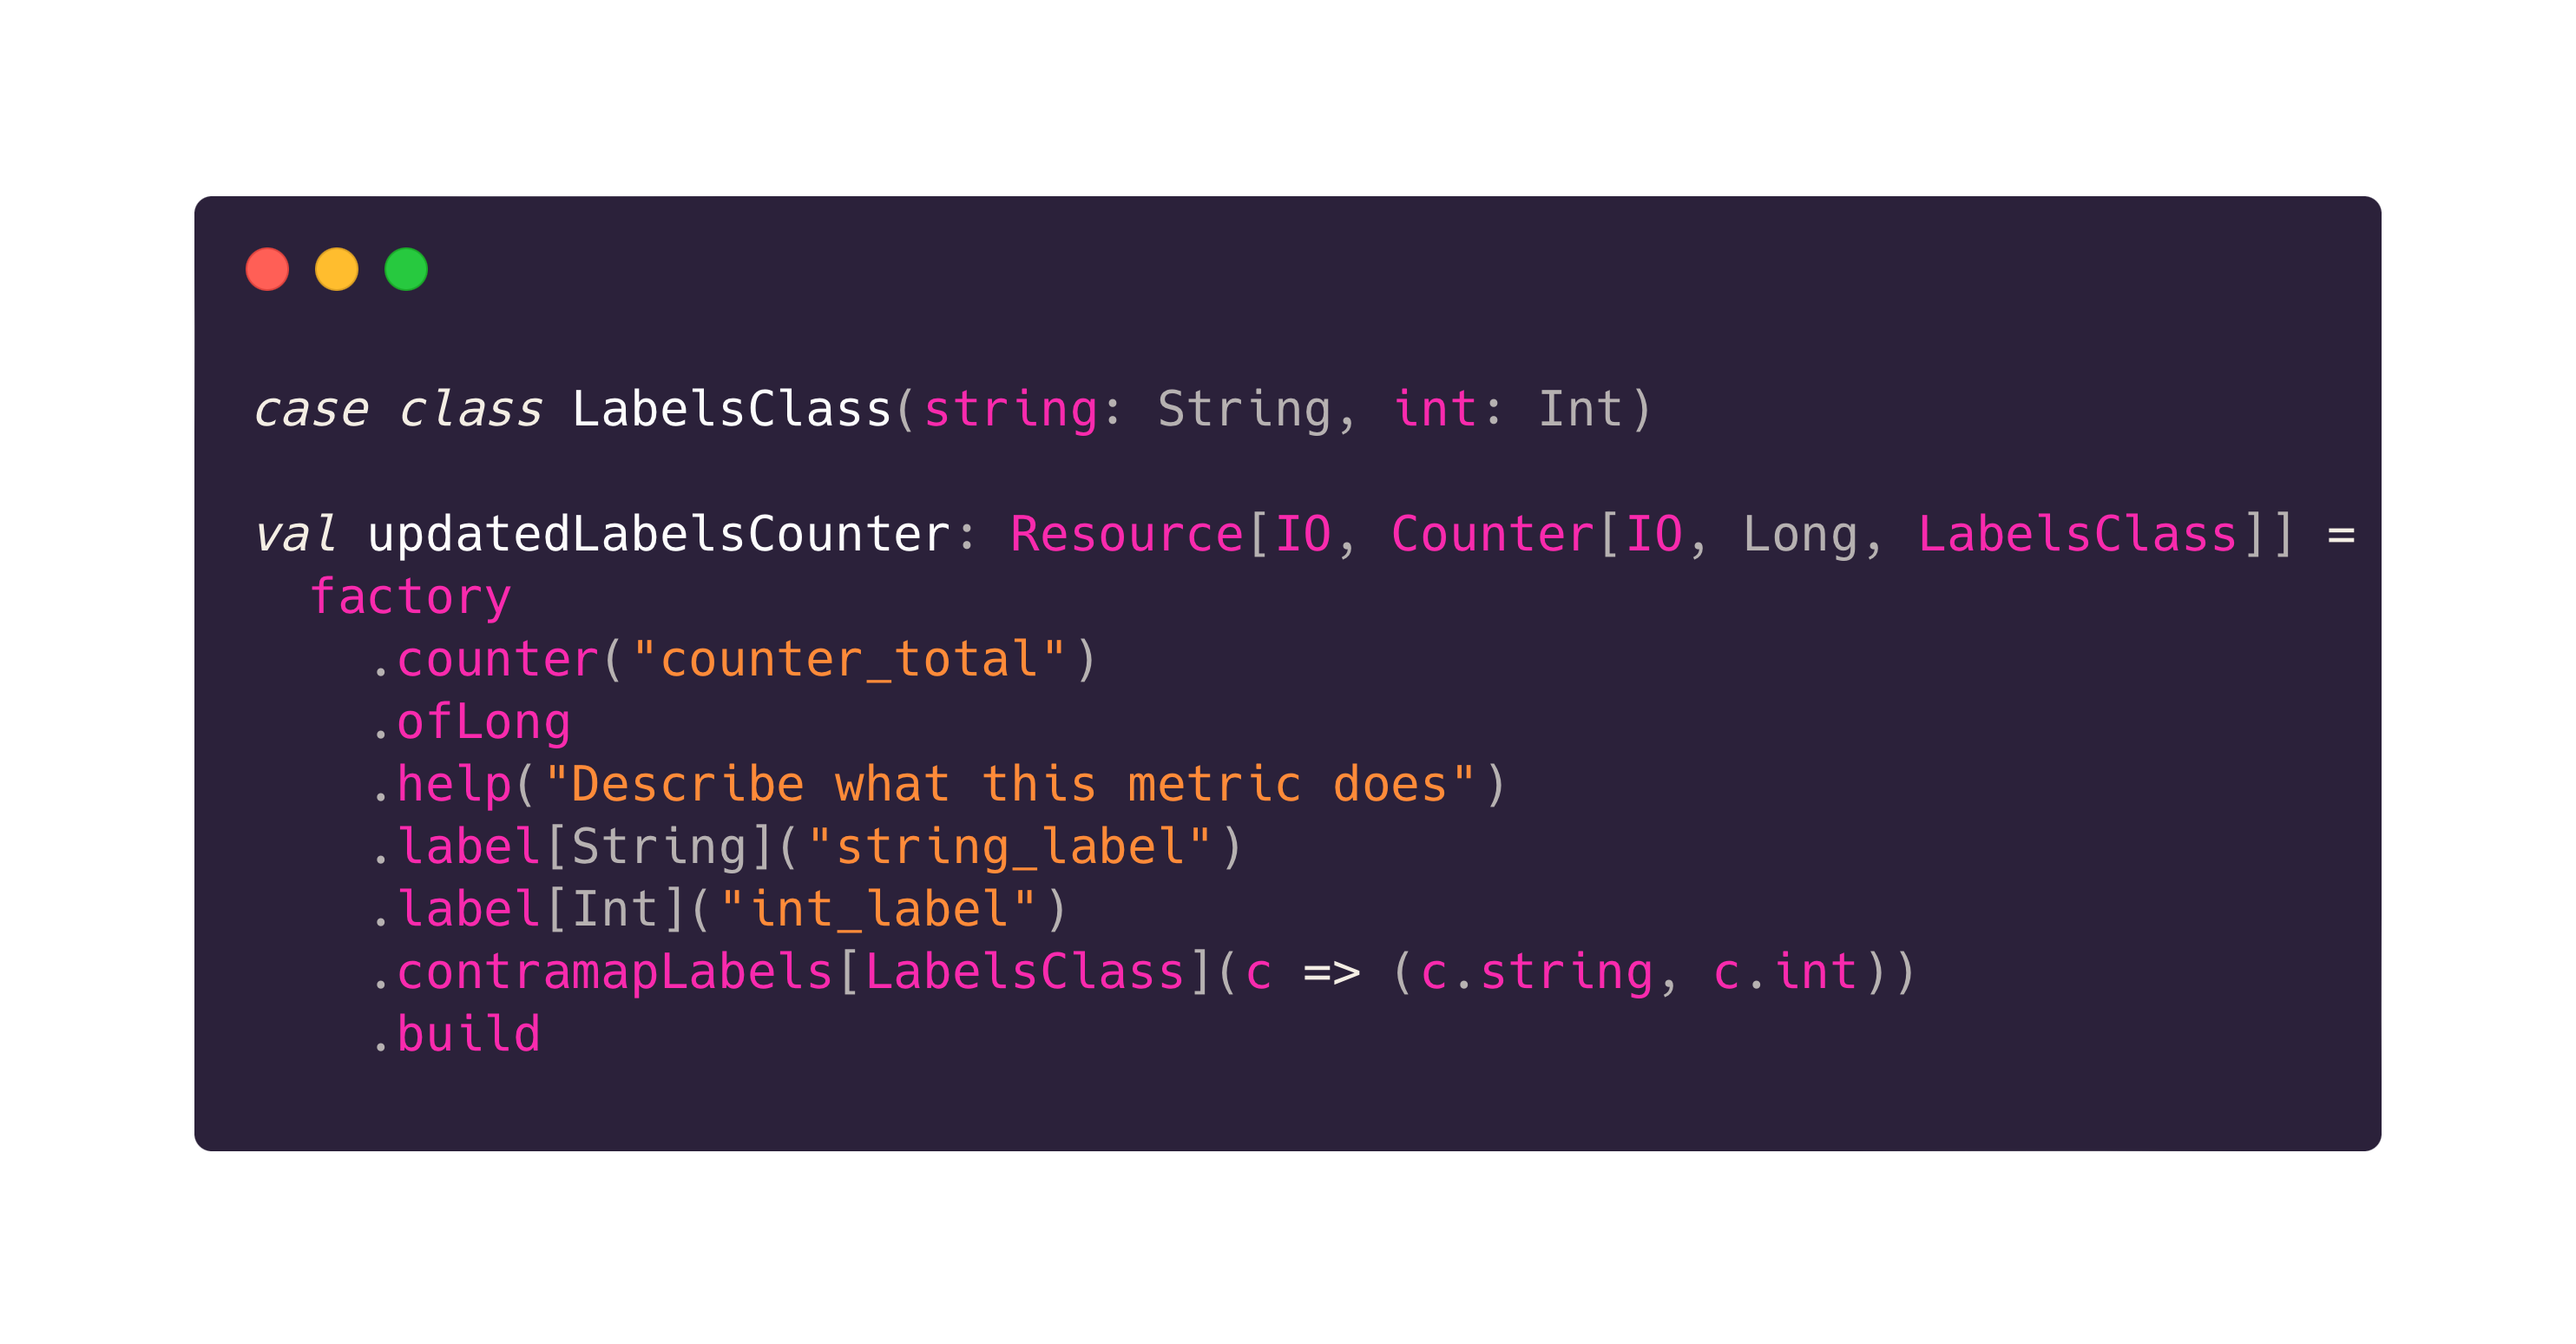 case class LabelsClass(string: String, int: Int)
val updatedLabelsCounter: Resource[IO, Counter[IO, Long, LabelsClass]] =
  factory
    .counter("counter_total")
    .ofLong
    .help("Describe what this metric does")
    .label[String]("string_label")
    .label[Int]("int_label")
    .contramapLabels[LabelsClass](c => (c.string, c.int))
    .build